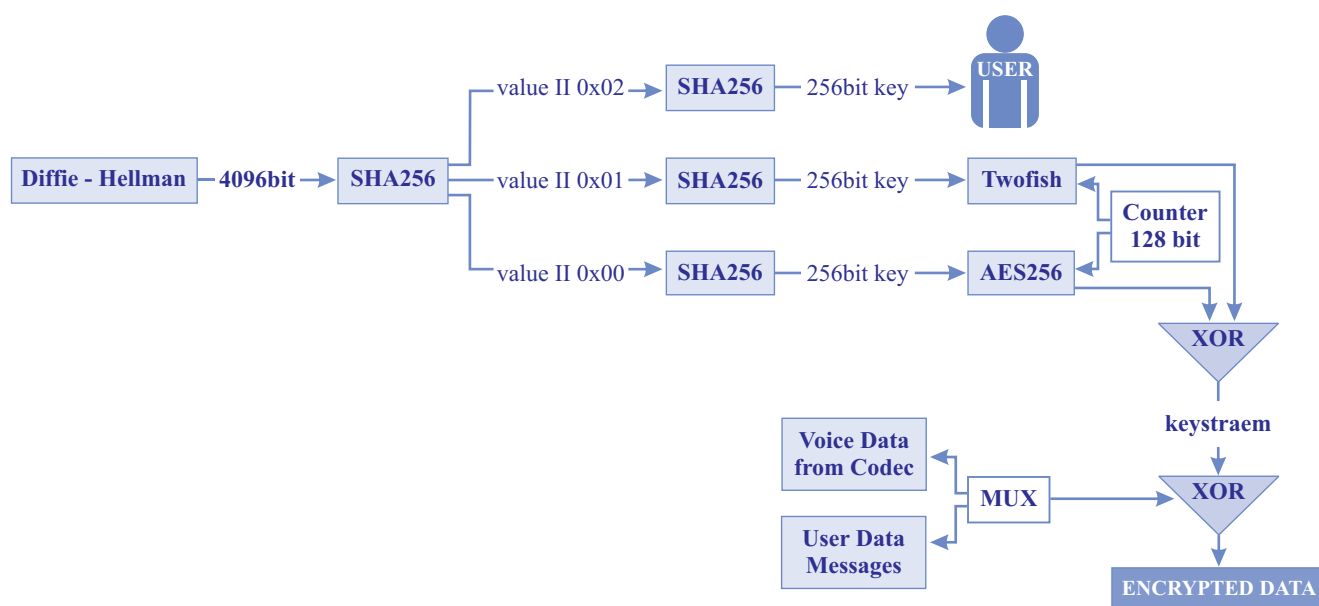 USER
value II 0x02
SHA256
256bit key
Diffie - Hellman
4096bit
SHA256
value II 0x01
SHA256
256bit key
Twofish
Counter
128 bit
value II 0x00
SHA256
256bit key
AES256
XOR
keystraem
Voice Data
from Codec
MUX
XOR
User Data
Messages
ENCRYPTED DATA